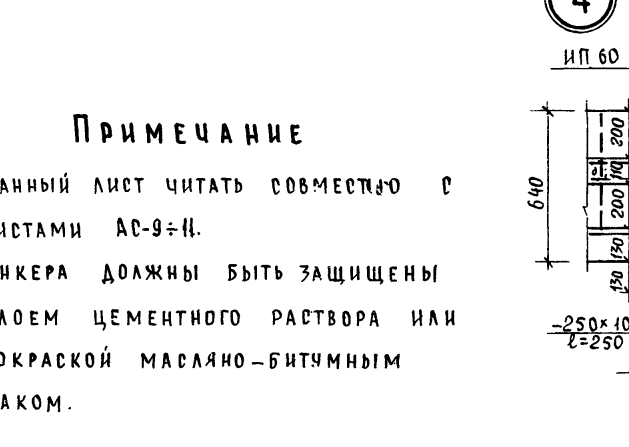 4
ИП 60
Примечание
анный лист читать совместно с
истами АС-9÷11.
нкера должны быть защищены
лоем цементного раствора или
окраской масляно-битумным
аком.
640
200
110
200
130
130
-250×10
ℓ=250